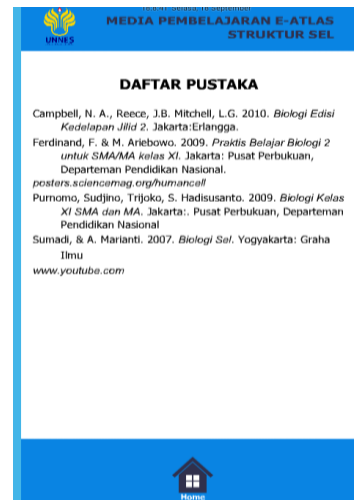 MEDIA PEMBELAJARAN E-ATLAS
STRUKTUR SEL
UNNES
DAFTAR PUSTAKA
Campbell, N. A., Reece, J.B. Mitchell, L.G. 2010. Biologi Edisi
Kedelapan Jilid 2. Jakarta:Erlangga.
Ferdinand, F. & M. Ariebowo. 2009. Praktis Belajar Biologi 2
untuk SMA/MA kelas XI. Jakarta: Pusat Perbukuan,
Departeman Pendidikan Nasional.
posters.sciencemag.org/humancell
Purnomo, Sudjino, Trijoko, S. Hadisusanto. 2009. Biologi Kelas
XI SMA dan MA. Jakarta:. Pusat Perbukuan, Departeman
Pendidikan Nasional
Sumadi, & A. Marianti. 2007. Biologi Sel. Yogyakarta: Graha
Ilmu
www.youtube.com
Home